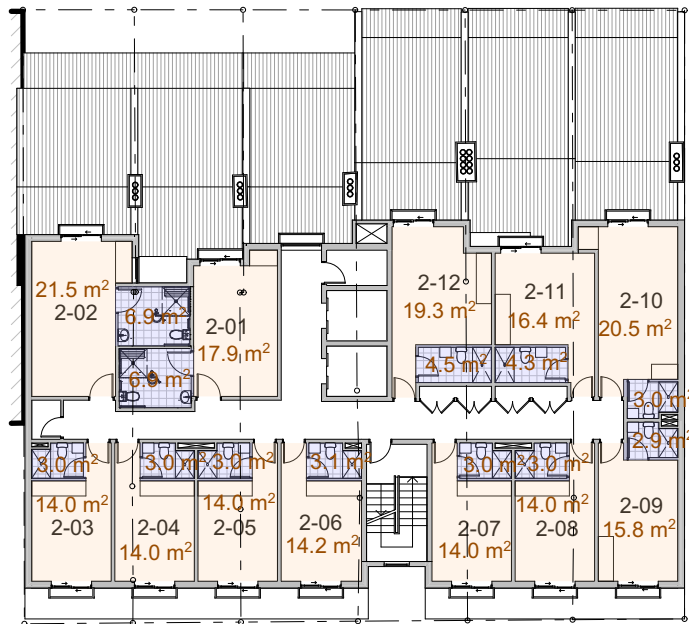 21.5 m²
2-02
6.9 m²
6.9 m²
2-01
17.9 m²
2-12
19.3 m²
4.5 m²
2-11
16.4 m²
4.3 m²
2-10
20.5 m²
3.0 m²
2.9 m²
3.0 m²
14.0 m²
2-03
3.0 m²
2-04
14.0 m²
3.0 m²
14.0 m²
2-05
3.1 m²
2-06
14.2 m²
3.0 m²
2-07
14.0 m²
3.0 m²
14.0 m²
2-08
2-09
15.8 m²